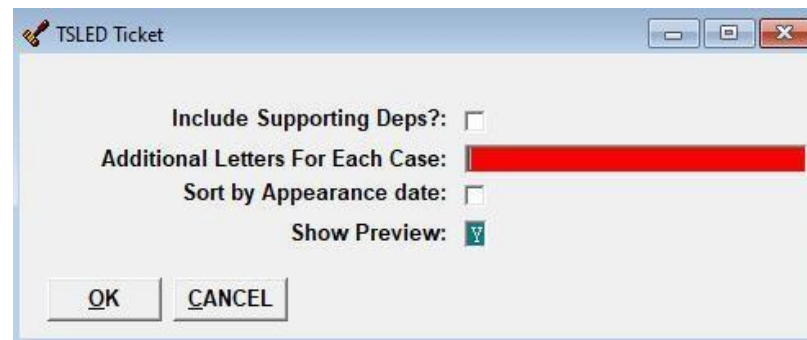 TSLED Ticket
Include Supporting Deps?:
Additional Letters For Each Case:
Sort by Appearance date:
Show Preview: Y
OK CANCEL